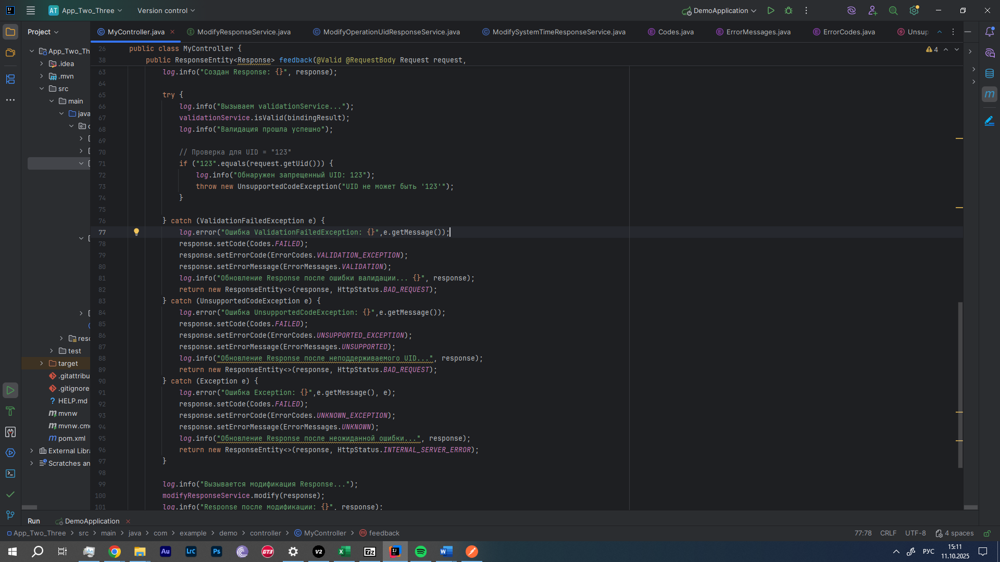 AT App_Two_Three Version control DemoApplication
Project
MyController.java ModifyResponseService.java ModifyOperationUidResponseService.java ModifySystemTimeResponseService.java Codes.java ErrorMessages.java ErrorCodes.java Unsup
App_Two_Th
.idea
.mvn
src
main
java
reso
test
target
.gitattribu
.gitignore
HELP.md
mvnw
mvnw.cm
pom.xml
External Libra
Scratches an
4
26 public class MyController {
38 public ResponseEntity<Response> feedback(@Valid @RequestBody Request request,
63 log.info("Создан Response: {}", response);
64
65 try {
66 log.info("Вызываем validationService...");
67 validationService.isValid(bindingResult);
68 log.info("Валидация прошла успешно");
69
70 // Проверка для UID = "123"
71 if ("123".equals(request.getUid())) {
72 log.info("Обнаружен запрещенный UID: 123");
73 throw new UnsupportedCodeException("UID не может быть '123'");
74 }
75
76 } catch (ValidationFailedException e) {
77 log.error("Ошибка ValidationFailedException: {}",e.getMessage());
78 response.setCode(Codes.FAILED);
79 response.setErrorCode(ErrorCodes.VALIDATION_EXCEPTION);
80 response.setErrorMessage(ErrorMessages.VALIDATION);
81 log.info("Обновление Response после ошибки валидации... {}", response);
82 return new ResponseEntity<>(response, HttpStatus.BAD_REQUEST);
83 } catch (UnsupportedCodeException e) {
84 log.error("Ошибка UnsupportedCodeException: {}",e.getMessage());
85 response.setCode(Codes.FAILED);
86 response.setErrorCode(ErrorCodes.UNSUPPORTED_EXCEPTION);
87 response.setErrorMessage(ErrorMessages.UNSUPPORTED);
88 log.info("Обновление Response после неподдерживаемого UID...", response);
89 return new ResponseEntity<>(response, HttpStatus.BAD_REQUEST);
90 } catch (Exception e) {
91 log.error("Ошибка Exception: {}",e.getMessage(), e);
92 response.setCode(Codes.FAILED);
93 response.setErrorCode(ErrorCodes.UNKNOWN_EXCEPTION);
94 response.setErrorMessage(ErrorMessages.UNKNOWN);
95 log.info("Обновление Response после неожиданной ошибки...", response);
96 return new ResponseEntity<>(response, HttpStatus.INTERNAL_SERVER_ERROR);
97 }
98
99 log.info("Вызывается модификация Response...");
100 modifyResponseService.modify(response);
101 log.info("Response после модификации: {}", response);
Run DemoApplication
App_Two_Three > src > main > java > com > example > demo > controller > MyController > feedback 77:78 CRLF UTF-8 4 spaces
Au Lrc Ps GT3 V2 7z IJ W РУС 15:11
11.10.2025